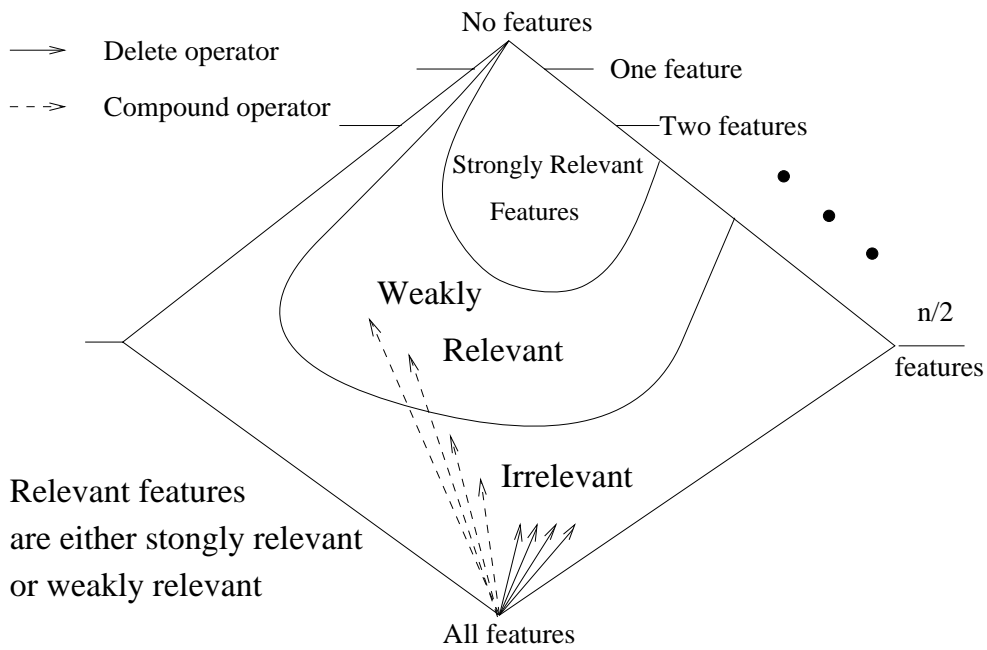 No features
Delete operator
One feature
Compound operator
Two features
Strongly Relevant
Features
Weakly
n/2
Relevant
features
Irrelevant
Relevant features
are either stongly relevant
or weakly relevant
All features